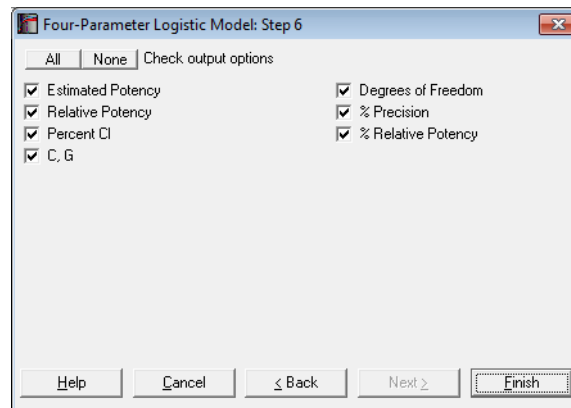 Four-Parameter Logistic Model: Step 6
All None Check output options
Estimated Potency
Relative Potency
Percent CI
C, G
Degrees of Freedom
% Precision
% Relative Potency
Help Cancel < Back Next > Finish